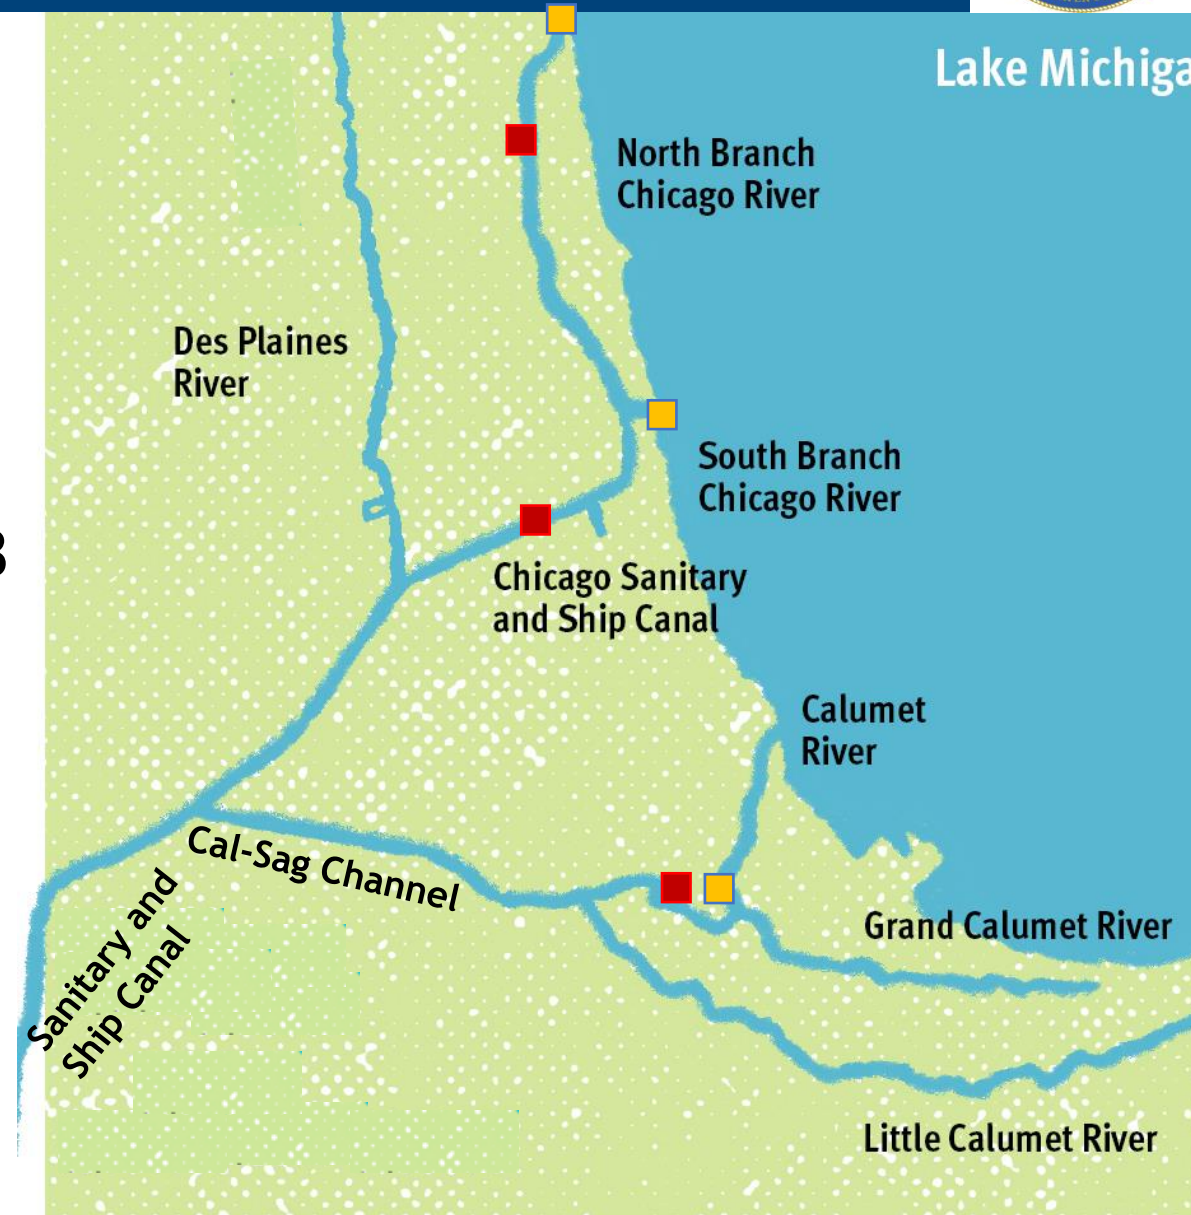 Lake Michiga
North Branch
Chicago River
Des Plaines
River
South Branch
Chicago River
Chicago Sanitary
and Ship Canal
Calumet
River
Cal-Sag Channel
Grand Calumet River
Sanitary and
Ship Canal
Little Calumet River